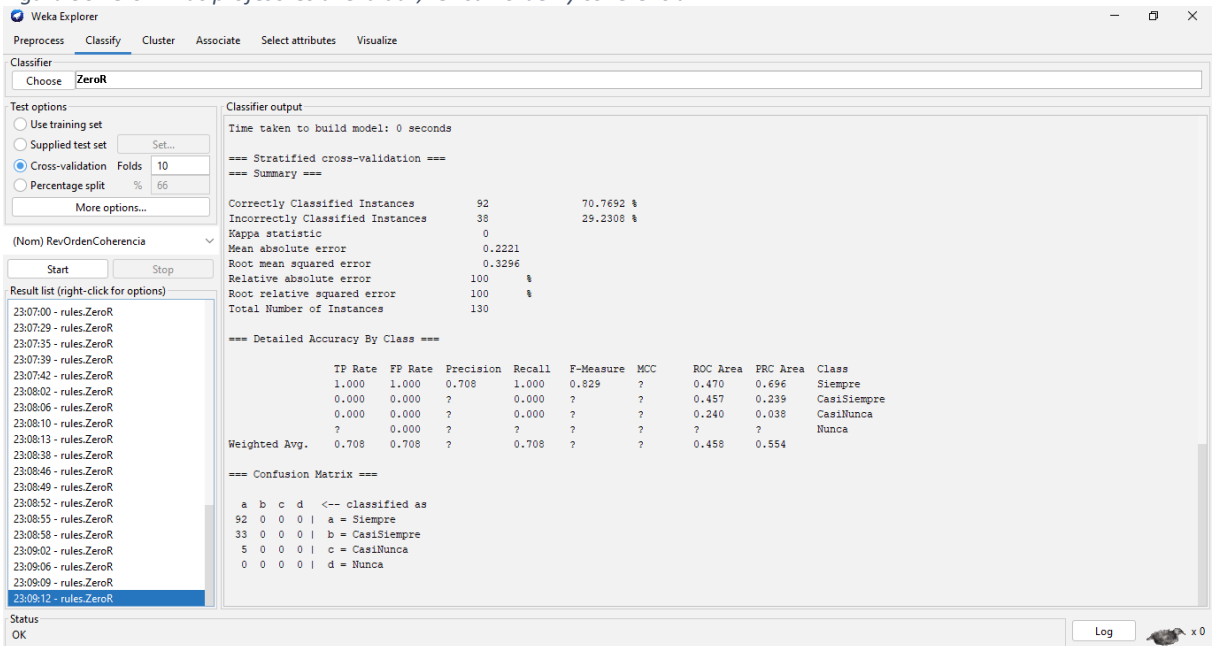 Weka Explorer
Preprocess Classify Cluster Associate Select attributes Visualize
Classifier
Choose ZeroR
Test options
Use training set
Supplied test set Set...
Cross-validation Folds 10
Percentage split % 66
More options...
(Nom) RevOrdenCoherencia
Start Stop
Result list (right-click for options)
23:07:00 - rules.ZeroR
23:07:29 - rules.ZeroR
23:07:35 - rules.ZeroR
23:07:39 - rules.ZeroR
23:07:42 - rules.ZeroR
23:08:02 - rules.ZeroR
23:08:06 - rules.ZeroR
23:08:10 - rules.ZeroR
23:08:13 - rules.ZeroR
23:08:38 - rules.ZeroR
23:08:46 - rules.ZeroR
23:08:49 - rules.ZeroR
23:08:52 - rules.ZeroR
23:08:55 - rules.ZeroR
23:08:58 - rules.ZeroR
23:09:02 - rules.ZeroR
23:09:06 - rules.ZeroR
23:09:09 - rules.ZeroR
23:09:12 - rules.ZeroR
Classifier output
Time taken to build model: 0 seconds
=== Stratified cross-validation ===
=== Summary ===
Correctly Classified Instances 92 70.7692 %
Incorrectly Classified Instances 38 29.2308 %
Kappa statistic 0
Mean absolute error 0.2221
Root mean squared error 0.3296
Relative absolute error 100 %
Root relative squared error 100 %
Total Number of Instances 130
=== Detailed Accuracy By Class ===
TP Rate FP Rate Precision Recall F-Measure MCC ROC Area PRC Area Class
1.000 1.000 0.708 1.000 0.829 ? 0.470 0.696 Siempre
0.000 0.000 ? 0.000 ? ? 0.457 0.239 CasiSiempre
0.000 0.000 ? 0.000 ? ? 0.240 0.038 CasiNunca
? 0.000 ? ? ? ? ? ? Nunca
Weighted Avg. 0.708 0.708 ? 0.708 ? ? 0.458 0.554
=== Confusion Matrix ===
a b c d <-- classified as
92 0 0 0 | a = Siempre
33 0 0 0 | b = CasiSiempre
5 0 0 0 | c = CasiNunca
0 0 0 0 | d = Nunca
Status
OK
Log x 0